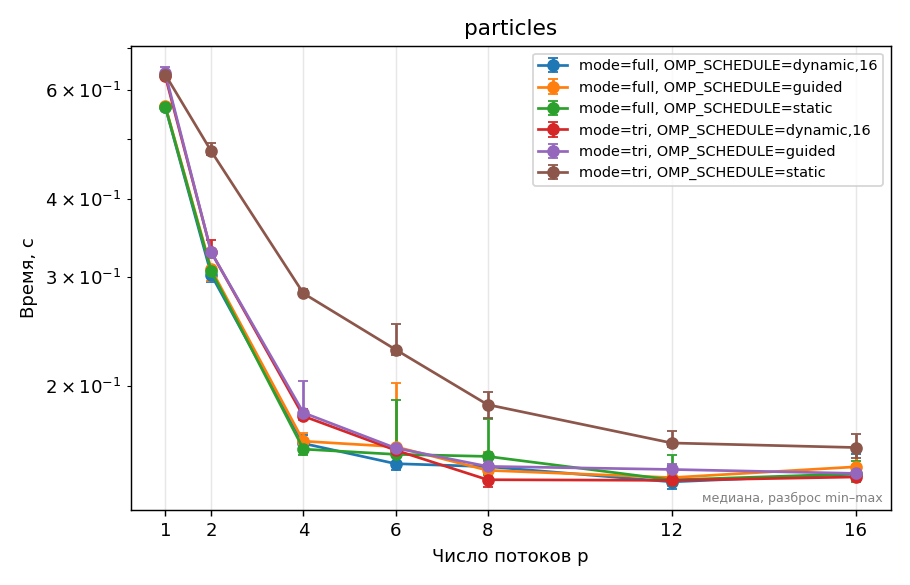 particles
Время, с
6 × 10⁻¹
4 × 10⁻¹
3 × 10⁻¹
2 × 10⁻¹
mode=full, OMP_SCHEDULE=dynamic,16
mode=full, OMP_SCHEDULE=guided
mode=full, OMP_SCHEDULE=static
mode=tri, OMP_SCHEDULE=dynamic,16
mode=tri, OMP_SCHEDULE=guided
mode=tri, OMP_SCHEDULE=static
медиана, разброс min–max
1 2 4 6 8 12 16
Число потоков p